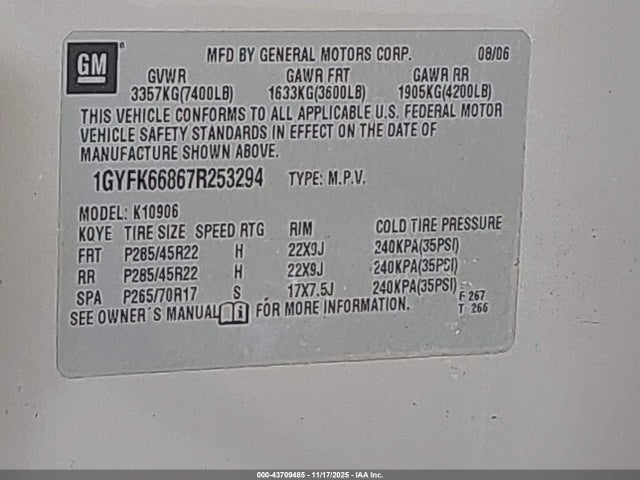 GM
MFD BY GENERAL MOTORS CORP. 08/06
GVWR GAWR FRT GAWR RR
3357KG(7400LB) 1633KG(3600LB) 1905KG(4200LB)
THIS VEHICLE CONFORMS TO ALL APPLICABLE U.S. FEDERAL MOTOR
VEHICLE SAFETY STANDARDS IN EFFECT ON THE DATE OF
MANUFACTURE SHOWN ABOVE.
1GYFK66867R253294 TYPE: M.P.V.
MODEL: K10906
KQYE TIRE SIZE SPEED RTG RIM COLD TIRE PRESSURE
FRT P285/45R22 H 22X9J 240KPA(35PSI)
RR P285/45R22 H 22X9J 240KPA(35PSI)
SPA P265/70R17 S 17X7.5J 240KPA(35PSI)
SEE OWNER'S MANUAL FOR MORE INFORMATION.
F 267
T 266
000-43709485 - 11/17/2025 - IAA Inc.